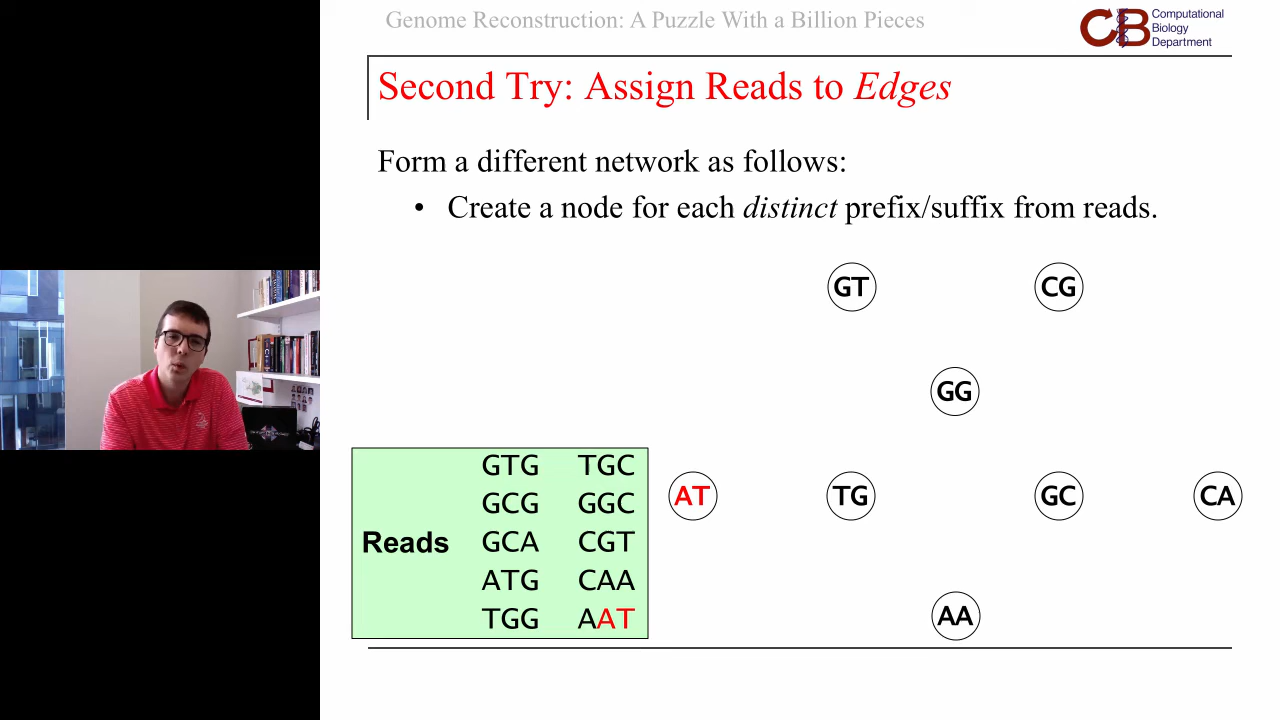 Genome Reconstruction: A Puzzle With a Billion Pieces
CB Computational
Biology
Department
Second Try: Assign Reads to Edges
Form a different network as follows:
• Create a node for each distinct prefix/suffix from reads.
GT CG
GG
AT TG GC CA
AA
Reads
GTG TGC
GCG GGC
GCA CGT
ATG CAA
TGG AAT